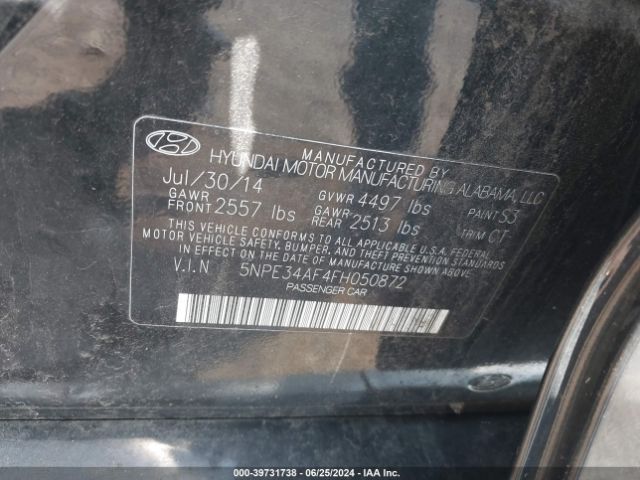 MANUFACTURED BY
HYUNDAI MOTOR MANUFACTURING ALABAMA, LLC
Jul/30/14 GVWR 4497 lbs PAINT S3
GAWR FRONT 2557 lbs GAWR REAR 2513 lbs TRIM CT
THIS VEHICLE CONFORMS TO ALL APPLICABLE U.S.A. FEDERAL
MOTOR VEHICLE SAFETY, BUMPER, AND THEFT PREVENTION STANDARDS
IN EFFECT ON THE DATE OF MANUFACTURE SHOWN ABOVE.
V.I.N 5NPE34AF4FH050872
PASSENGER CAR
000-39731738 - 06/25/2024 - IAA Inc.